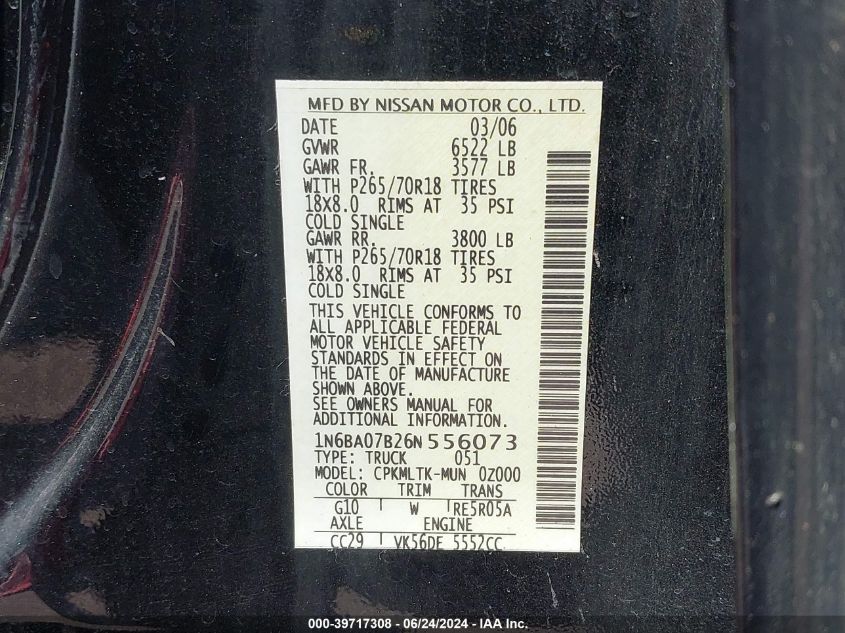 MFD BY NISSAN MOTOR CO., LTD.
DATE 03/06
GVWR 6522 LB
GAWR FR. 3577 LB
WITH P265/70R18 TIRES
18X8.0 RIMS AT 35 PSI
COLD SINGLE
GAWR RR. 3800 LB
WITH P265/70R18 TIRES
18X8.0 RIMS AT 35 PSI
COLD SINGLE
THIS VEHICLE CONFORMS TO
ALL APPLICABLE FEDERAL
MOTOR VEHICLE SAFETY
STANDARDS IN EFFECT ON
THE DATE OF MANUFACTURE
SHOWN ABOVE.
SEE OWNERS MANUAL FOR
ADDITIONAL INFORMATION.
1N6BA07B26N556073
TYPE: TRUCK 051
MODEL: CPKMLTK-MUN 0Z000
COLOR TRIM TRANS
G10 W RE5R05A
AXLE ENGINE
CC29 VK56DE 5552CC
000-39717308 - 06/24/2024 - IAA Inc.